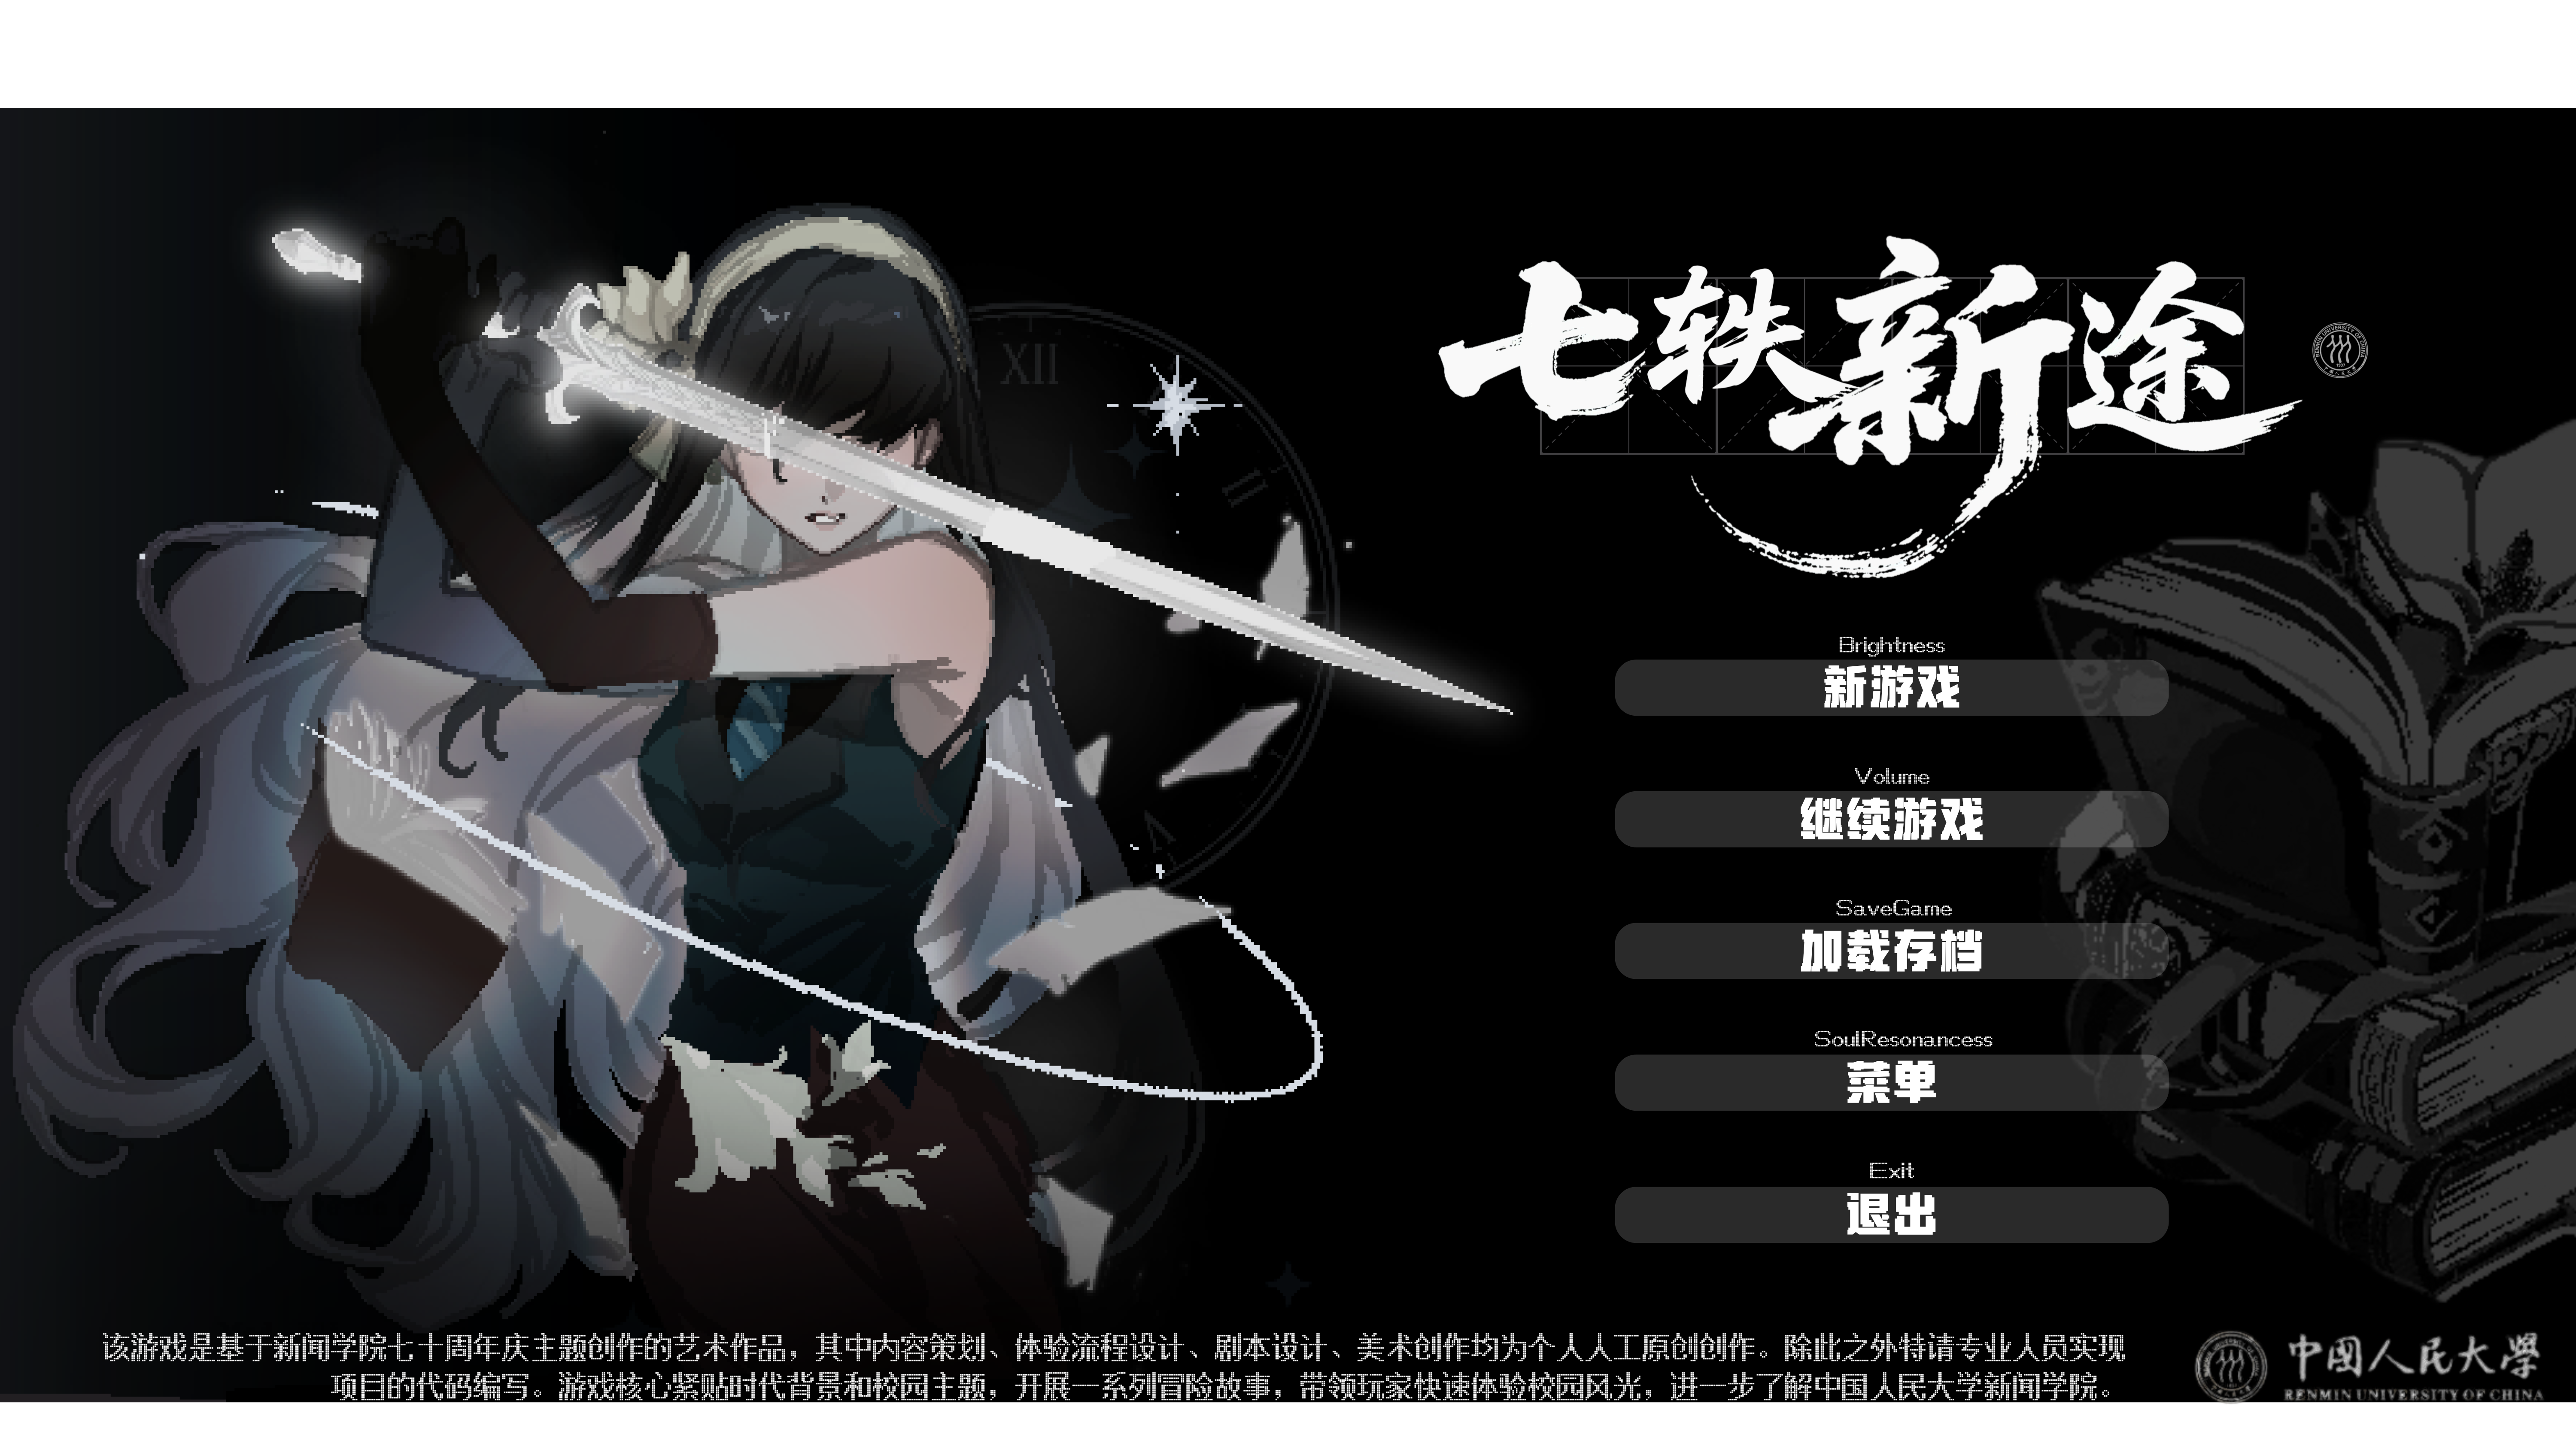 七轶新途
XII
II
Brightness
新游戏
Volume
继续游戏
SaveGame
加载存档
SoulResonancess
菜单
Exit
退出
该游戏是基于新闻学院七十周年庆主题创作的艺术作品，其中内容策划、体验流程设计、剧本设计、美术创作均为个人人工原创创作。除此之外特请专业人员实现
项目的代码编写。游戏核心紧贴时代背景和校园主题，开展一系列冒险故事，带领玩家快速体验校园风光，进一步了解中国人民大学新闻学院。
中國人民大學
RENMIN UNIVERSITY OF CHINA